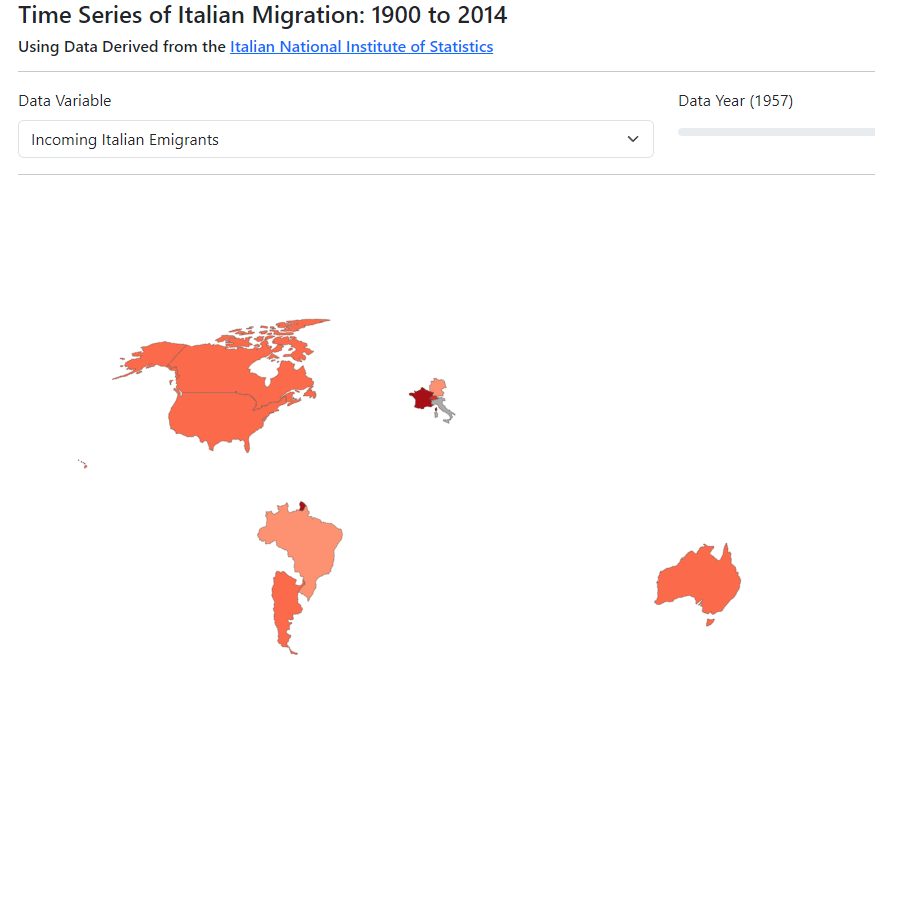 Time Series of Italian Migration: 1900 to 2014
Using Data Derived from the Italian National Institute of Statistics
Data Variable
Data Year (1957)
Incoming Italian Emigrants